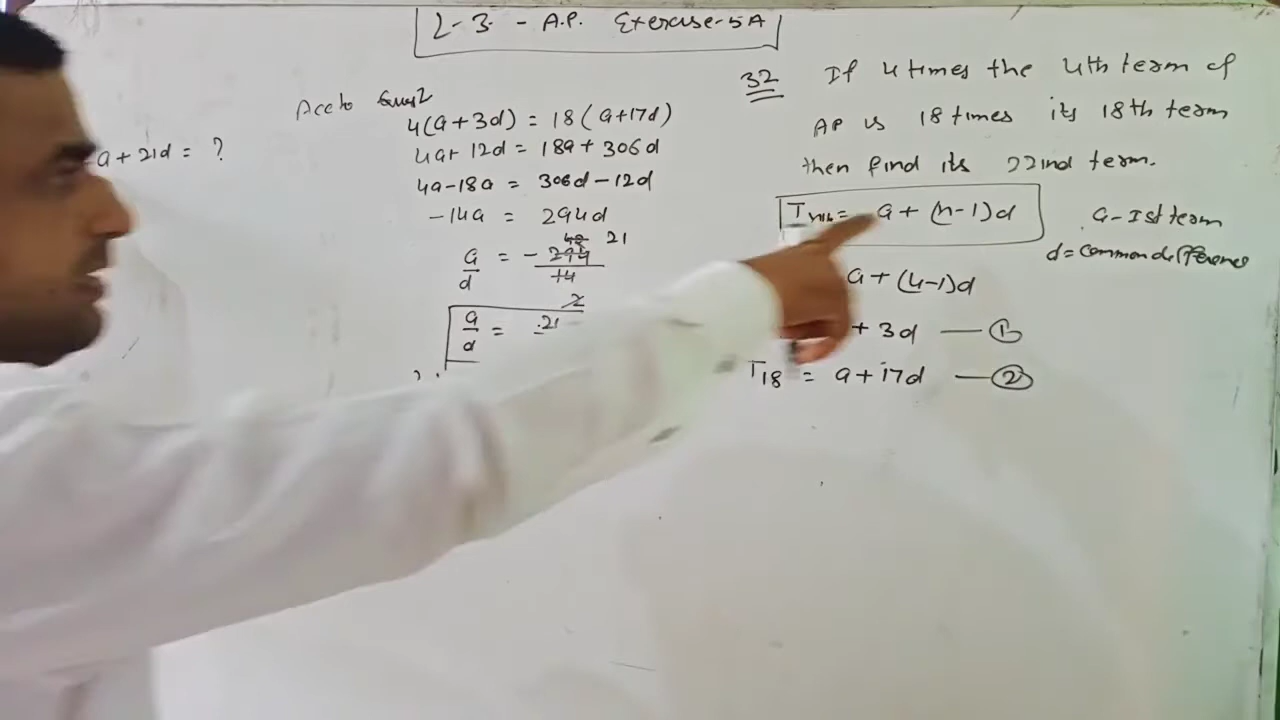 L-3 - A.P. Exercise-5A
32 If 4 times the 4th term of
AP is 18 times its 18th term
then find its 22nd term.
= a + (n-1)d
a - Ist term
d = common difference
a + (4-1)d
+ 3d — ①
T18 = a + 17d — ②
Acc to
4(a + 3d) = 18(a + 17d)
4a + 12d = 18a + 306d
4a - 18a = 306d - 12d
-14a = 294d
a/d = - 294/14 21
2
a/d = -21
a + 21d = ?